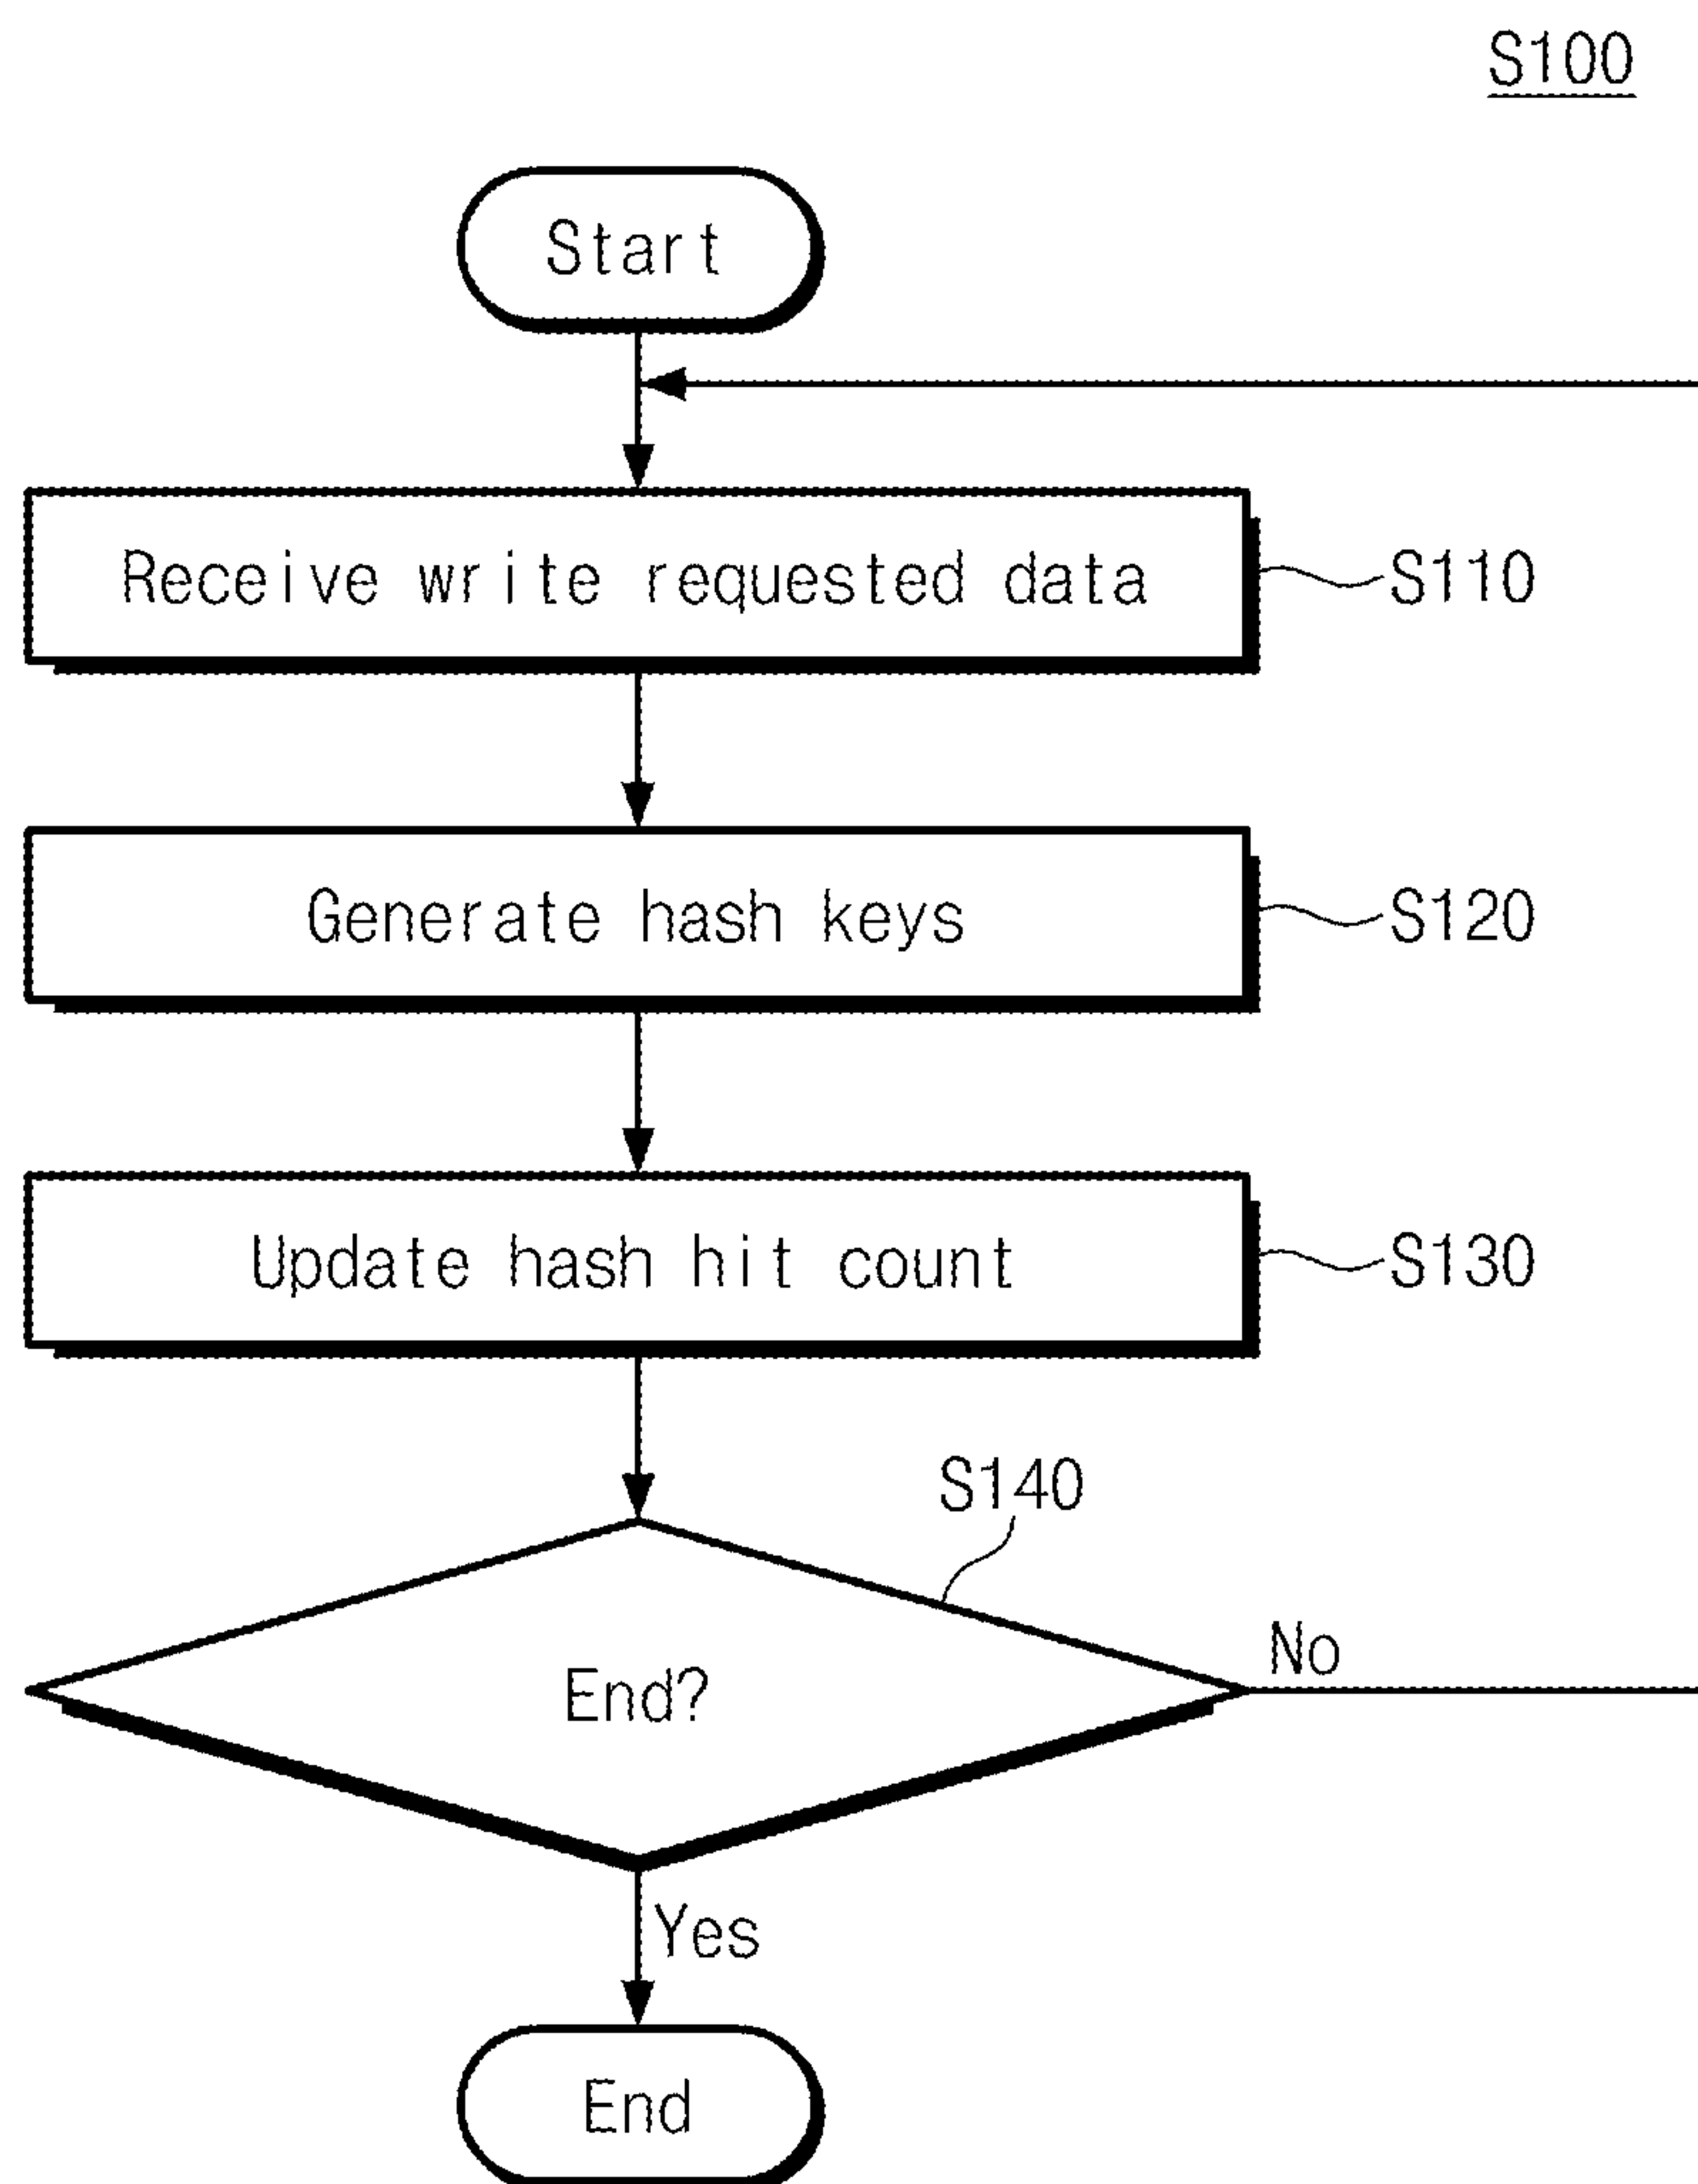 S100
Start
Receive write requested data
S110
Generate hash keys
S120
Update hash hit count
S130
S140
End?
No
Yes
End